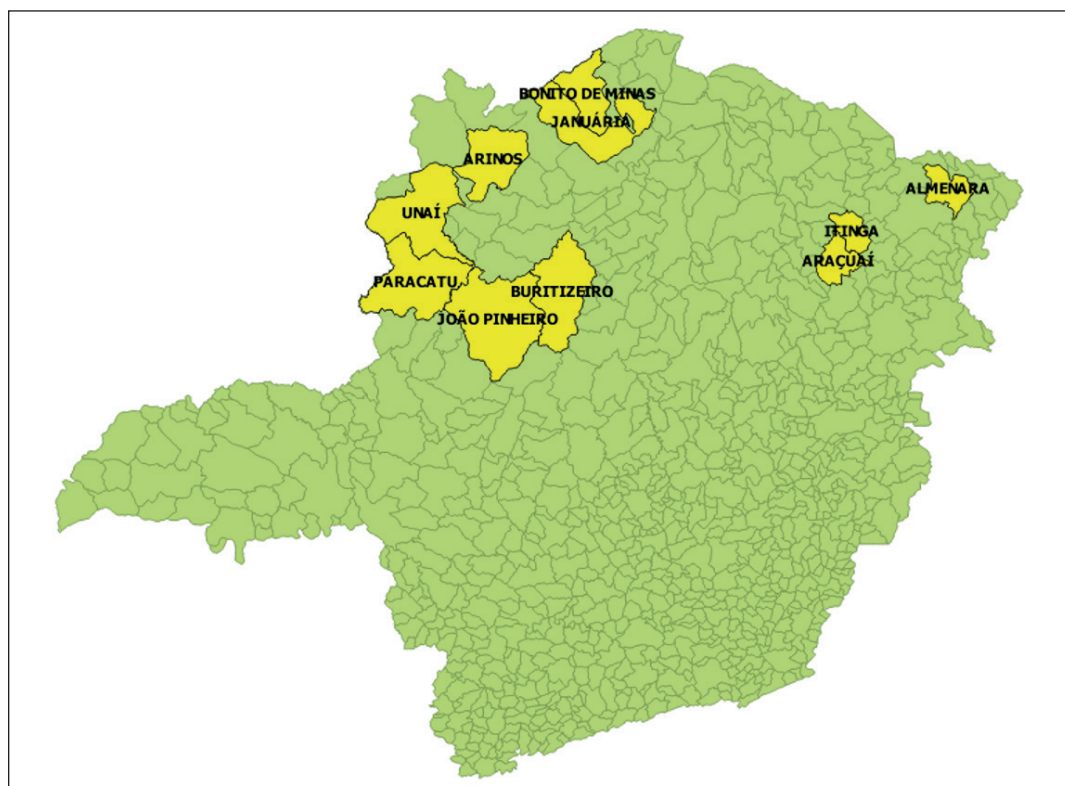 BONITO DE MINAS
JANUÁRIA
ARINOS
ALMENARA
UNAÍ
ITINGA
ARAÇUAÍ
PARACATU
BURITIZEIRO
JOÃO PINHEIRO